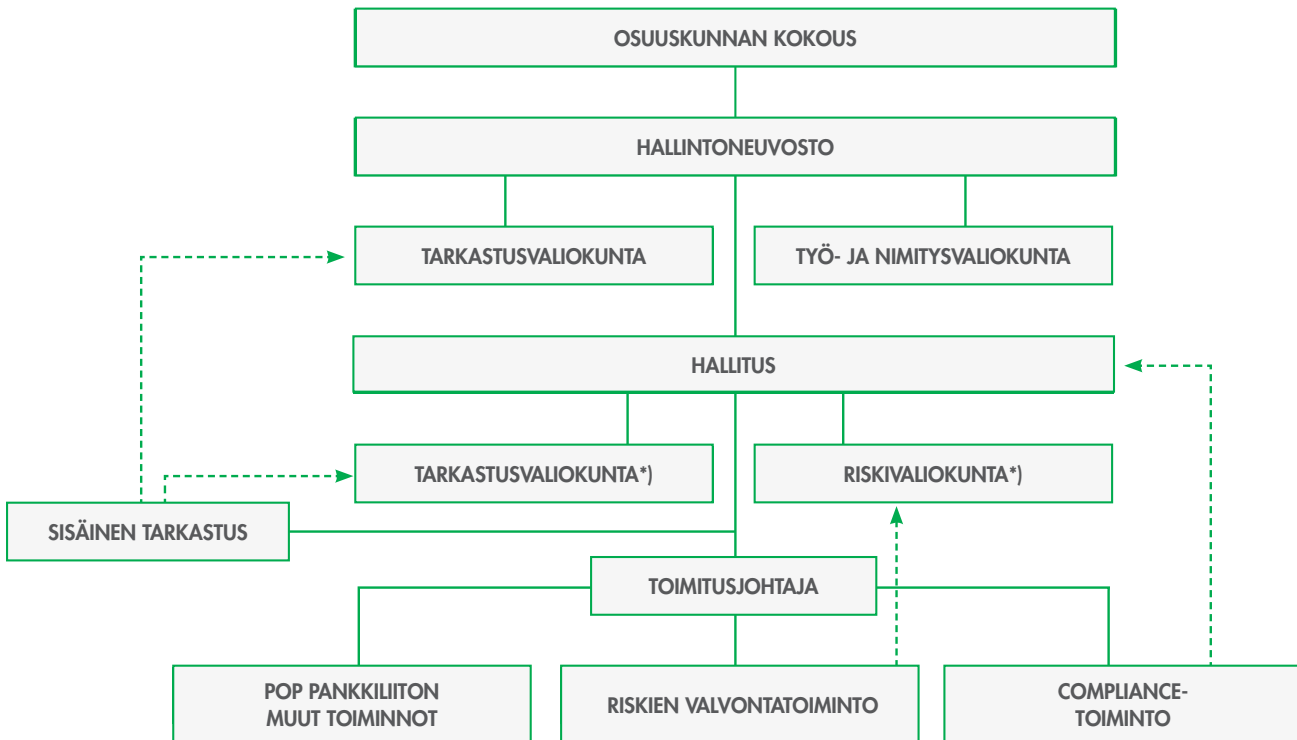 OSUUSKUNNAN KOKOUS
HALLINTONEUVOSTO
TARKASTUSVALIOKUNTA
TYÖ- JA NIMITYSVALIOKUNTA
HALLITUS
TARKASTUSVALIOKUNTA*)
RISKIVALIOKUNTA*)
SISÄINEN TARKASTUS
TOIMITUSJOHTAJA
POP PANKKILIITON
MUUT TOIMINNOT
RISKIEN VALVONTATOIMINTO
COMPLIANCE-
TOIMINTO